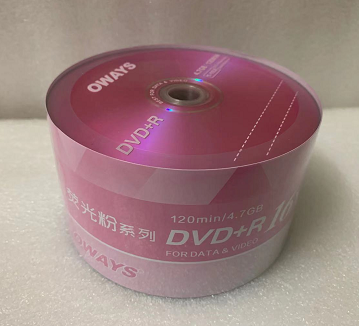 OWAYS
DVD+R
荧光粉系列
120min/4.7GB
DVD+R
FOR DATA & VIDEO
OWAYS